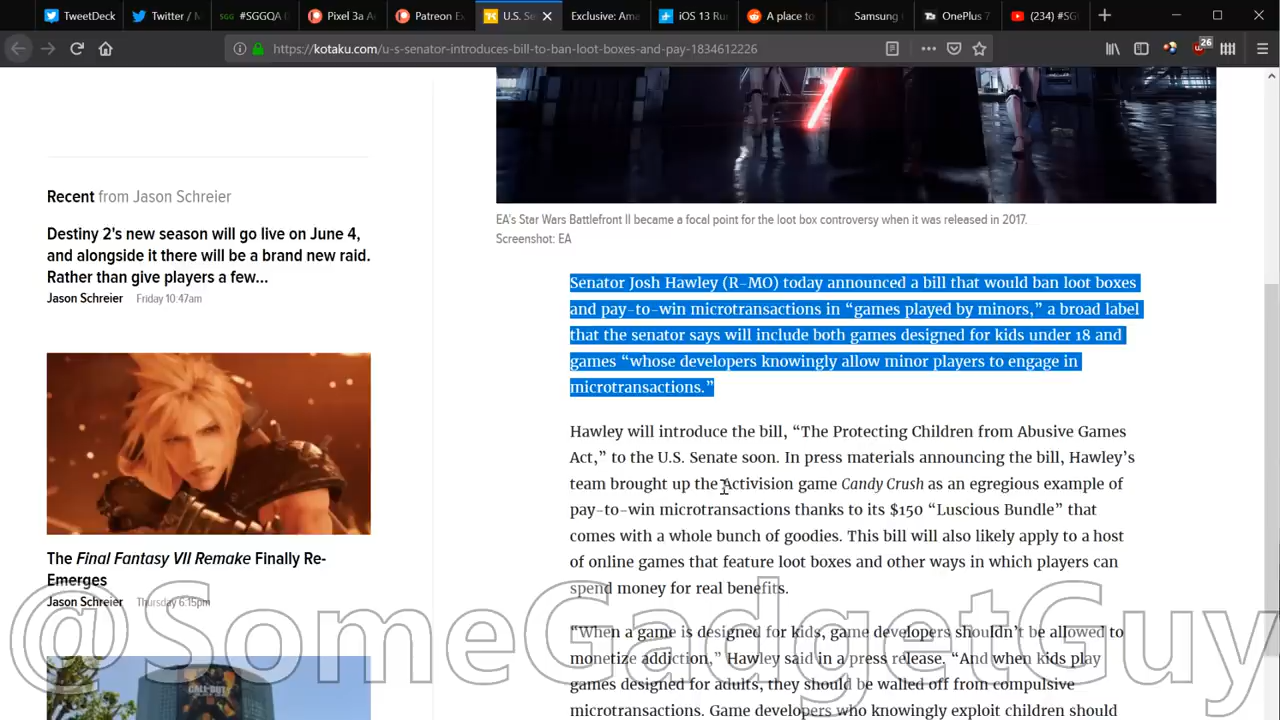 TweetDeck
Twitter /
SGG #SGGQA
Pixel 3a
Patreon
U.S. Se
Exclusive: Ama
iOS 13 Ru
A place to
Samsung
OnePlus 7
(234) #SG
https://kotaku.com/u-s-senator-introduces-bill-to-ban-loot-boxes-and-pay-1834612226
26
EA's Star Wars Battlefront II became a focal point for the loot box controversy when it was released in 2017.
Screenshot: EA
Recent from Jason Schreier
Destiny 2's new season will go live on June 4,
and alongside it there will be a brand new raid.
Rather than give players a few...
Jason Schreier Friday 10:47am
The Final Fantasy VII Remake Finally Re-
Emerges
Jason Schreier Thursday 6:15pm
CALL OF DUTY
Senator Josh Hawley (R-MO) today announced a bill that would ban loot boxes
and pay-to-win microtransactions in “games played by minors,” a broad label
that the senator says will include both games designed for kids under 18 and
games “whose developers knowingly allow minor players to engage in
microtransactions.”
Hawley will introduce the bill, “The Protecting Children from Abusive Games
Act,” to the U.S. Senate soon. In press materials announcing the bill, Hawley’s
team brought up the Activision game Candy Crush as an egregious example of
pay-to-win microtransactions thanks to its $150 “Luscious Bundle” that
comes with a whole bunch of goodies. This bill will also likely apply to a host
of online games that feature loot boxes and other ways in which players can
spend money for real benefits.
“When a game is designed for kids, game developers shouldn’t be allowed to
monetize addiction,” Hawley said in a press release. “And when kids play
games designed for adults, they should be walled off from compulsive
microtransactions. Game developers who knowingly exploit children should
@SomeGadgetGuy